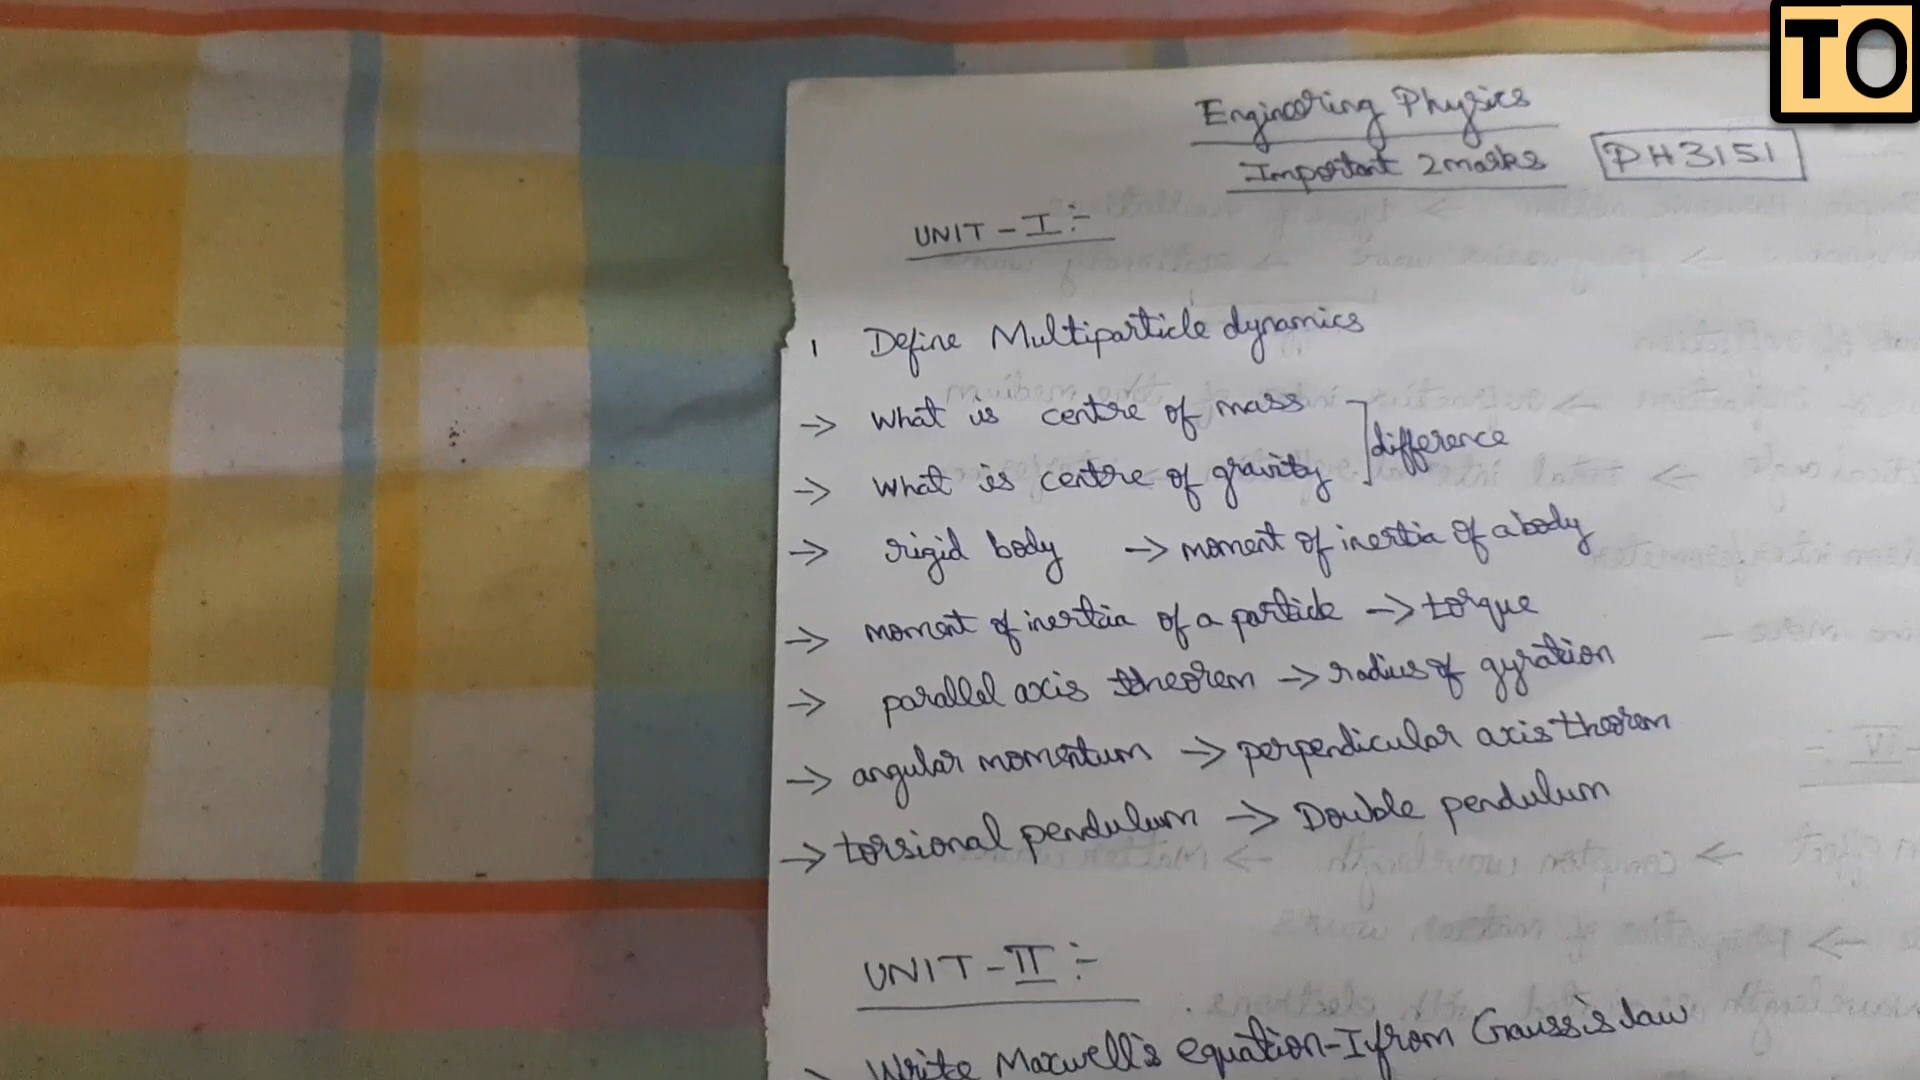 TO
Engineering Physics
Important 2 marks PH3151
UNIT - I :-
1 Define Multiparticle dynamics
-> what is centre of mass
difference
-> what is centre of gravity
-> rigid body -> moment of inertia of a body
-> moment of inertia of a particle -> torque
-> parallel axis theorem -> radius of gyration
-> angular momentum -> perpendicular axis theorem
-> torsional pendulum -> Double pendulum
UNIT - II :-
Write Maxwell's equation-I from Gauss's law